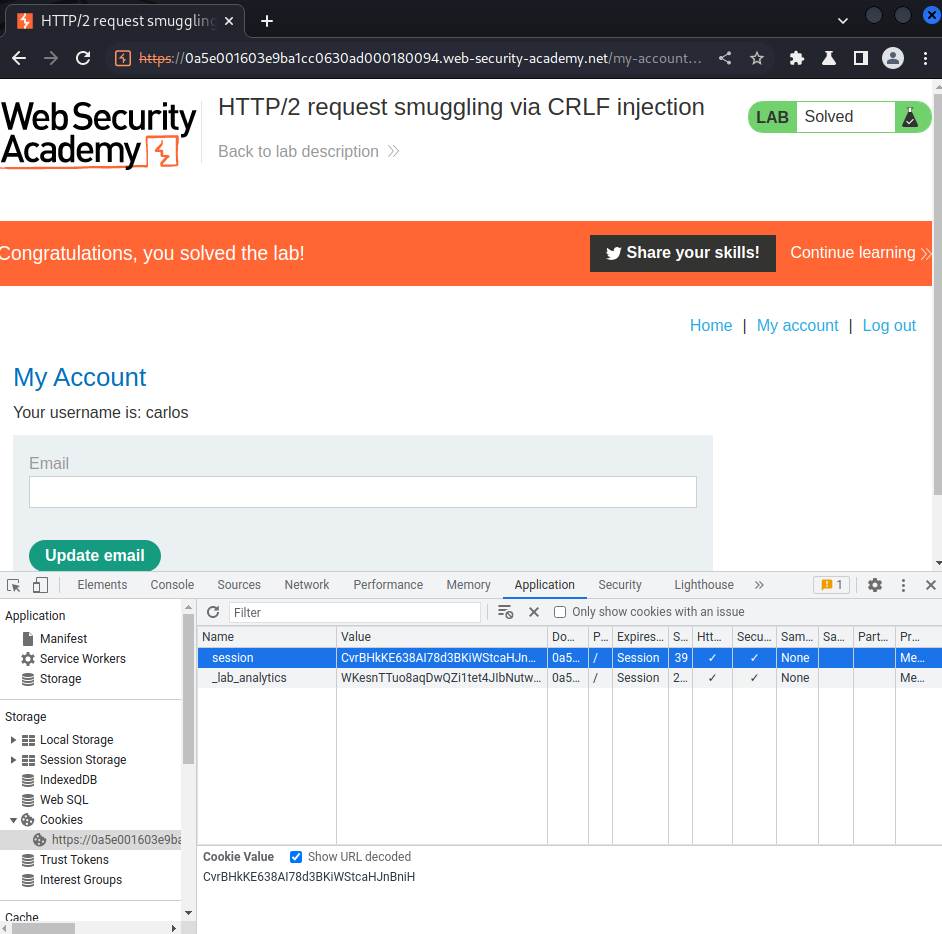 HTTP/2 request smuggling
https://0a5e001603e9ba1cc0630ad000180094.web-security-academy.net/my-account...
Web Security
Academy
HTTP/2 request smuggling via CRLF injection
Back to lab description
LAB Solved
Congratulations, you solved the lab!
Share your skills!
Continue learning
Home | My account | Log out
My Account
Your username is: carlos
Email
Update email
Elements Console Sources Network Performance Memory Application Security Lighthouse 1
Application
Manifest
Service Workers
Storage
Storage
Local Storage
Session Storage
IndexedDB
Web SQL
Cookies
https://0a5e001603e9ba
Trust Tokens
Interest Groups
Cache
Filter
Only show cookies with an issue
Name Value Do... P... Expires... S... Htt... Secu... Sam... Sa... Part... Pr...
session CvrBHkKE638AI78d3BKiWStcaHJn... 0a5... / Session 39 ✓ ✓ None Me...
_lab_analytics WKesnTTuo8aqDwQZi1tet4JIbNutw... 0a5... / Session 2... ✓ ✓ None Me...
Cookie Value Show URL decoded
CvrBHkKE638AI78d3BKiWStcaHJnBniH